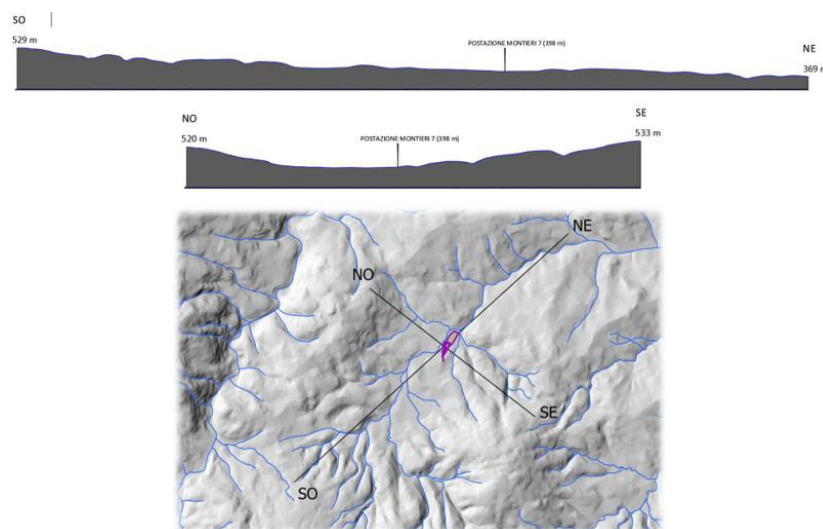 SO
529 m
POSTAZIONE MONTIERI 7 (398 m)
NE
369 m
NO
520 m
POSTAZIONE MONTIERI 7 (398 m)
SE
533 m
NE
NO
SE
SO